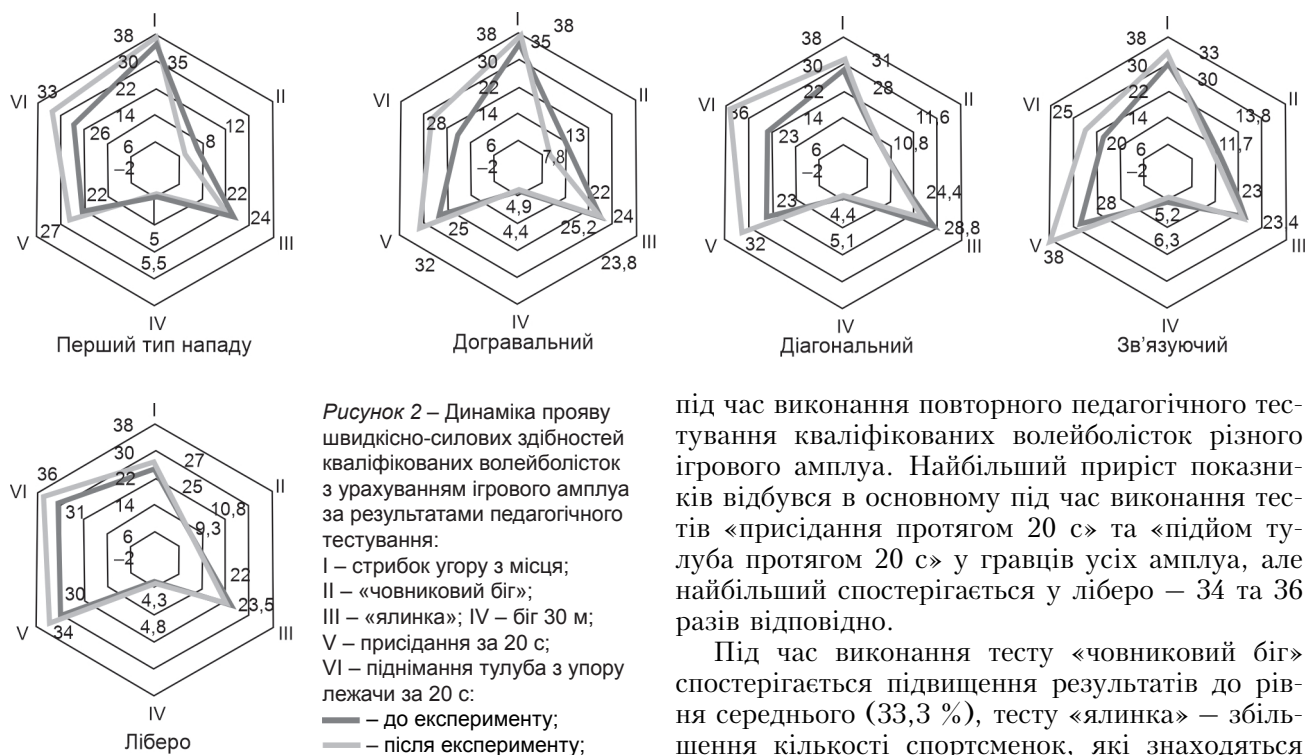 I
38
38
30
35
33
VI
II
22
14
12
26
8
6
–2
22
22
24
V
27
5
III
5,5
IV
Перший тип нападу
I
38
38
35
30
VI
II
22
14
28
13
6
7,8
–2
22
4,9
24
25
25,2
V
4,4
III
32
23,8
IV
Догравальний
I
38
31
30
28
VI
II
22
36
11,6
14
23
10,8
6
–2
24,4
23
4,4
28,8
V
32
5,1
III
IV
Діагональний
I
38
33
30
30
VI
II
25
22
13,8
14
20
11,7
6
–2
23
28
5,2
23,4
V
6,3
III
38
IV
Зв’язуючий
I
38
30
27
36
VI
22
25
II
31
14
10,8
9,3
6
–2
22
30
23,5
4,3
V
34
4,8
III
IV
Ліберо
Рисунок 2 – Динаміка прояву
швидкісно-силових здібностей
кваліфікованих волейболісток
з урахуванням ігрового амплуа
за результатами педагогічного
тестування:
I – стрибок угору з місця;
II – «човниковий біг»;
III – «ялинка»; IV – біг 30 м;
V – присідання за 20 с;
VI – піднімання тулуба з упору
лежачи за 20 с:
– до експерименту;
– після експерименту;
під час виконання повторного педагогічного тес-
тування кваліфікованих волейболісток різного
ігрового амплуа. Найбільший приріст показни-
ків відбувся в основному під час виконання тес-
тів «присідання протягом 20 с» та «підйом ту-
луба протягом 20 с» у гравців усіх амплуа, але
найбільший спостерігається у ліберо – 34 та 36
разів відповідно.
Під час виконання тесту «човниковий біг»
спостерігається підвищення результатів до рів-
ня середнього (33,3 %), тесту «ялинка» – збіль-
шення кількості спортсменок, які знаходяться